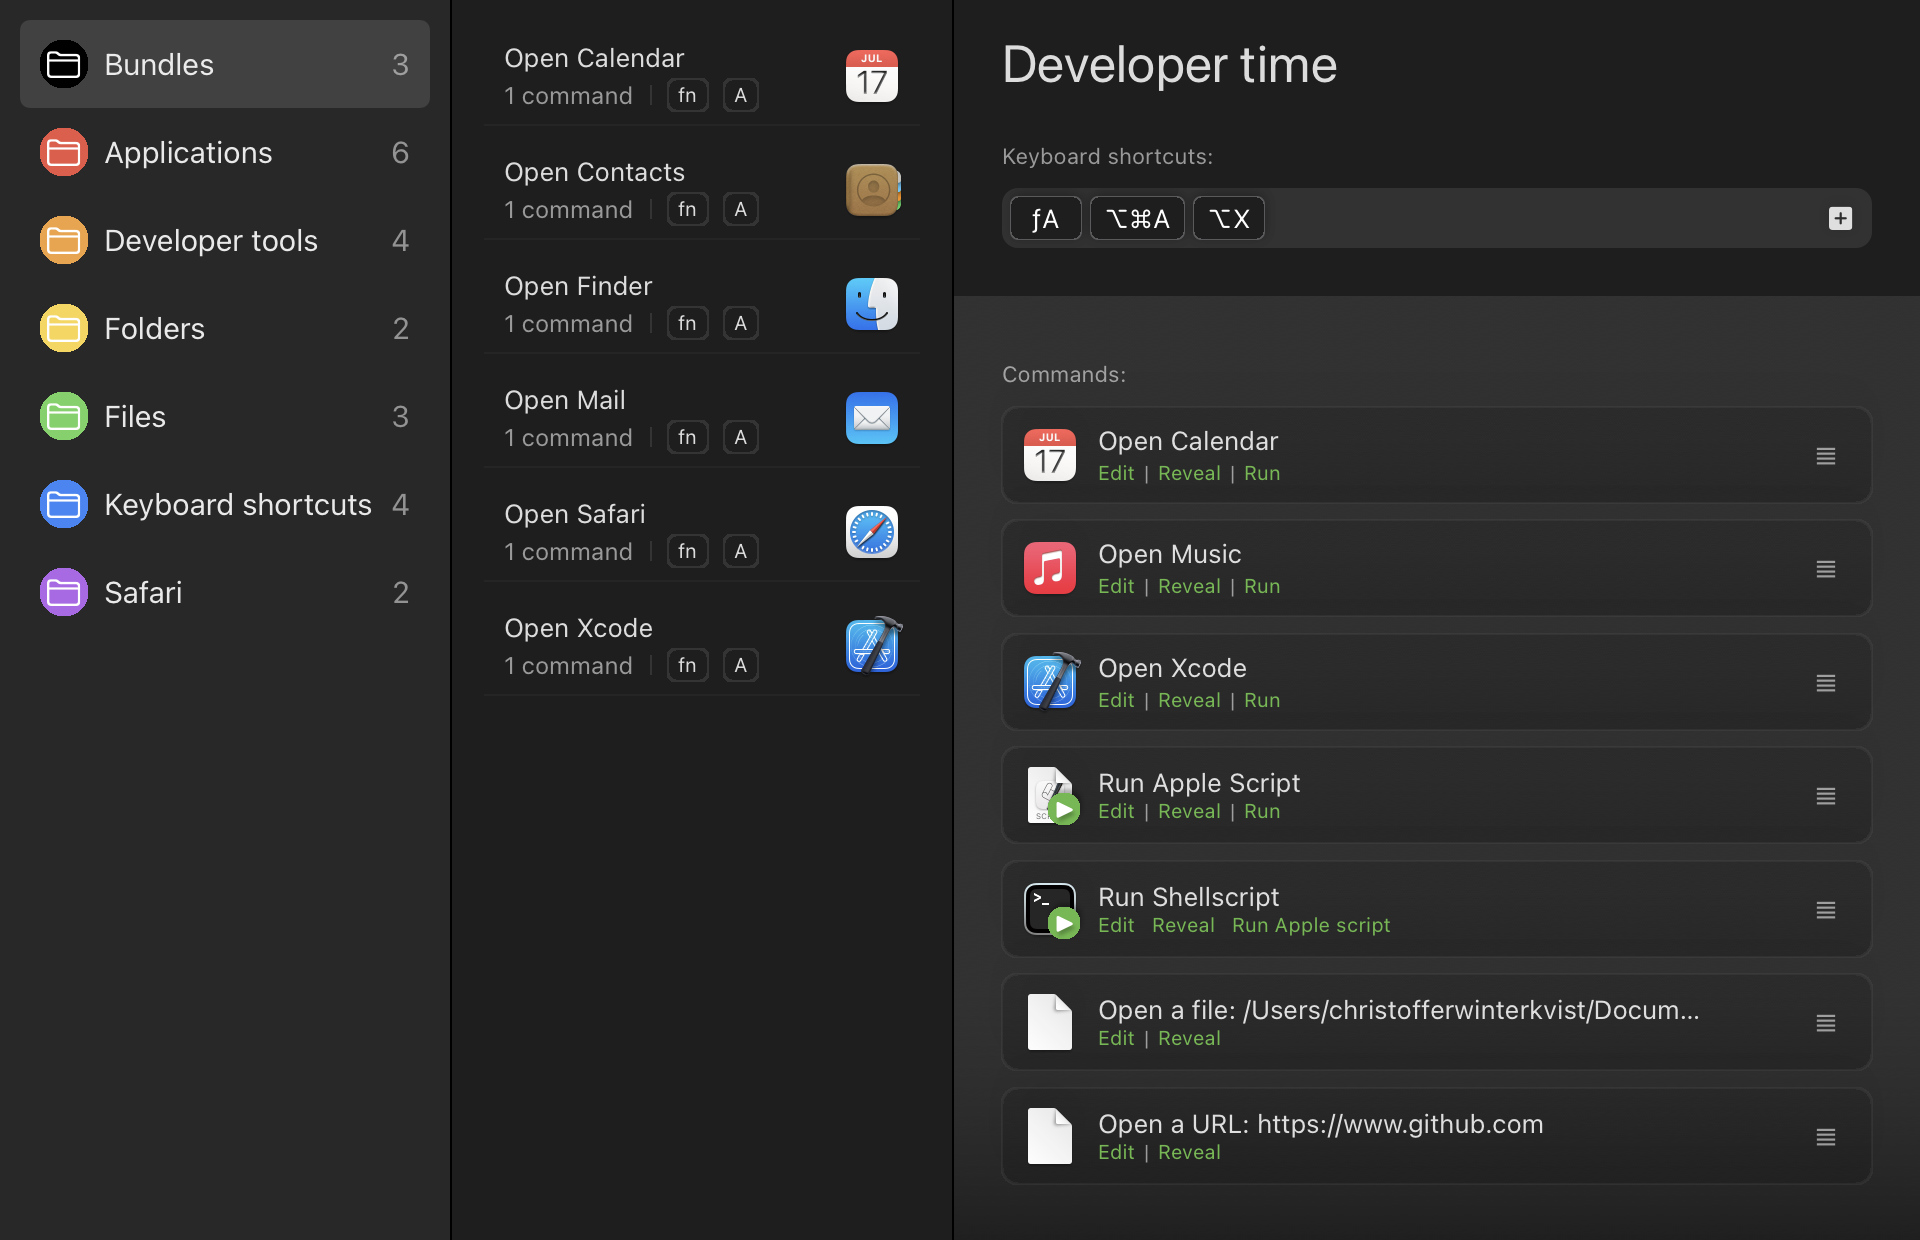 Bundles 3
Applications 6
Developer tools 4
Folders 2
Files 3
Keyboard shortcuts 4
Safari 2
Open Calendar
1 command | fn A
JUL
17
Open Contacts
1 command | fn A
Open Finder
1 command | fn A
Open Mail
1 command | fn A
Open Safari
1 command | fn A
Open Xcode
1 command | fn A
Developer time
Keyboard shortcuts:
ƒA ⌥⌘A ⌥X
Commands:
JUL
17
Open Calendar
Edit | Reveal | Run
Open Music
Edit | Reveal | Run
Open Xcode
Edit | Reveal | Run
Run Apple Script
Edit | Reveal | Run
>_
Run Shellscript
Edit Reveal Run Apple script
Open a file: /Users/christofferwinterkvist/Docum...
Edit | Reveal
Open a URL: https://www.github.com
Edit | Reveal